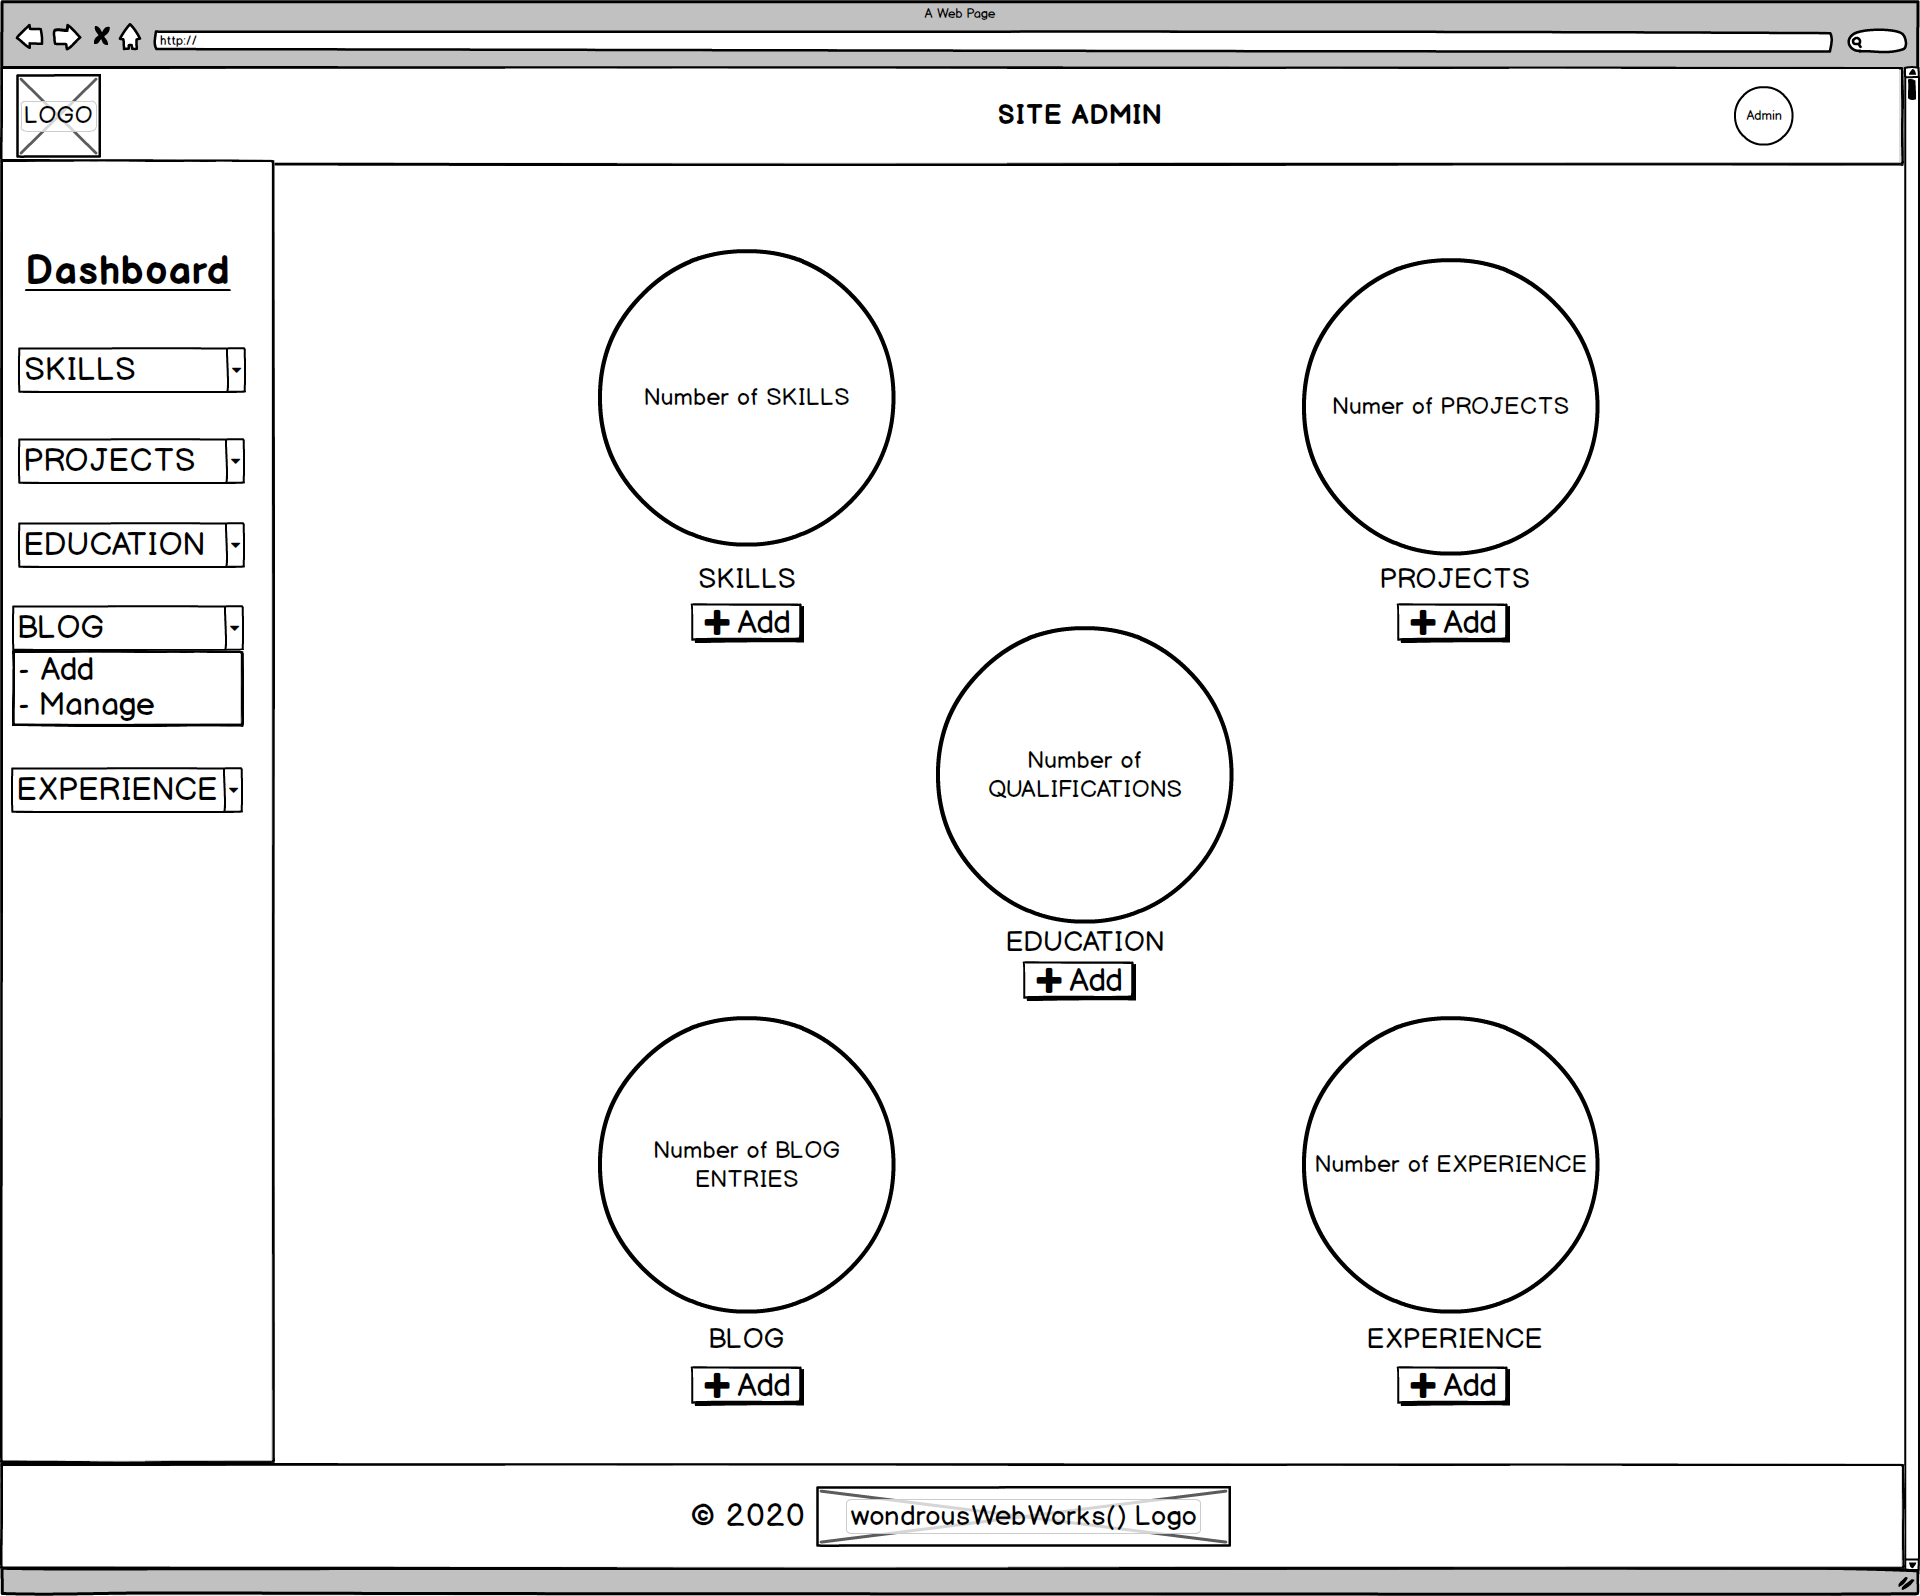 A Web Page
http://
LOGO
SITE ADMIN
Admin
Dashboard
SKILLS
PROJECTS
EDUCATION
BLOG
- Add
- Manage
EXPERIENCE
Number of SKILLS
SKILLS
Add
Numer of PROJECTS
PROJECTS
Add
Number of
QUALIFICATIONS
EDUCATION
Add
Number of BLOG
ENTRIES
BLOG
Add
Number of EXPERIENCE
EXPERIENCE
Add
© 2020
wondrousWebWorks() Logo